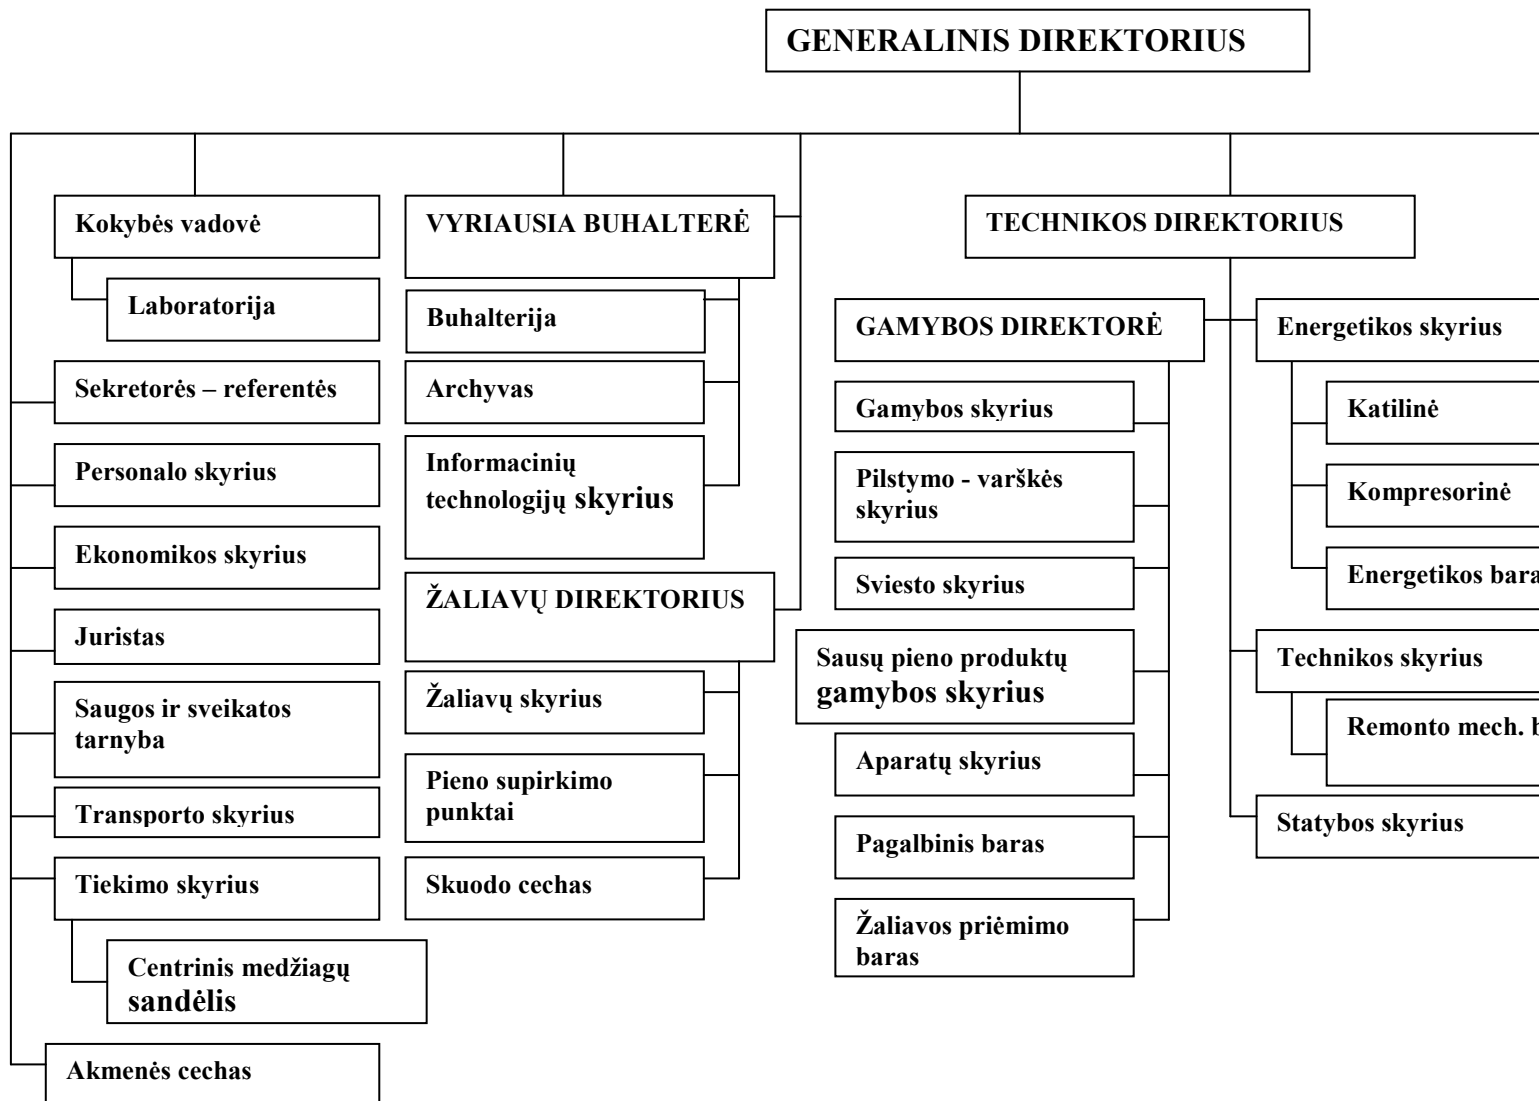 GENERALINIS DIREKTORIUS
Kokybės vadovė
Laboratorija
Sekretorės – referentės
Personalo skyrius
Ekonomikos skyrius
Juristas
Saugos ir sveikatos
tarnyba
Transporto skyrius
Tiekimo skyrius
Centrinis medžiagų
sandėlis
Akmenės cechas
VYRIAUSIA BUHALTERĖ
Buhalterija
Archyvas
Informacinių
technologijų skyrius
ŽALIAVŲ DIREKTORIUS
Žaliavų skyrius
Pieno supirkimo
punktai
Skuodo cechas
TECHNIKOS DIREKTORIUS
GAMYBOS DIREKTORĖ
Gamybos skyrius
Pilstymo - varškės
skyrius
Sviesto skyrius
Sausų pieno produktų
gamybos skyrius
Aparatų skyrius
Pagalbinis baras
Žaliavos priėmimo
baras
Energetikos skyrius
Katilinė
Kompresorinė
Energetikos
Technikos skyrius
Remonto mech.
Statybos skyrius